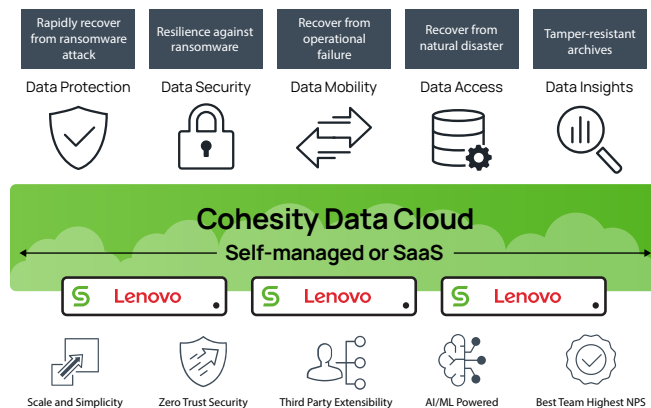 Rapidly recover
from ransomware
attack
Resilience against
ransomware
Recover from
operational
failure
Recover from
natural disaster
Tamper-resistant
archives
Data Protection
Data Security
Data Mobility
Data Access
Data Insights
Cohesity Data Cloud
Self-managed or SaaS
Lenovo
Lenovo
Lenovo
Scale and Simplicity
Zero Trust Security
Third Party Extensibility
AI/ML Powered
Best Team Highest NPS